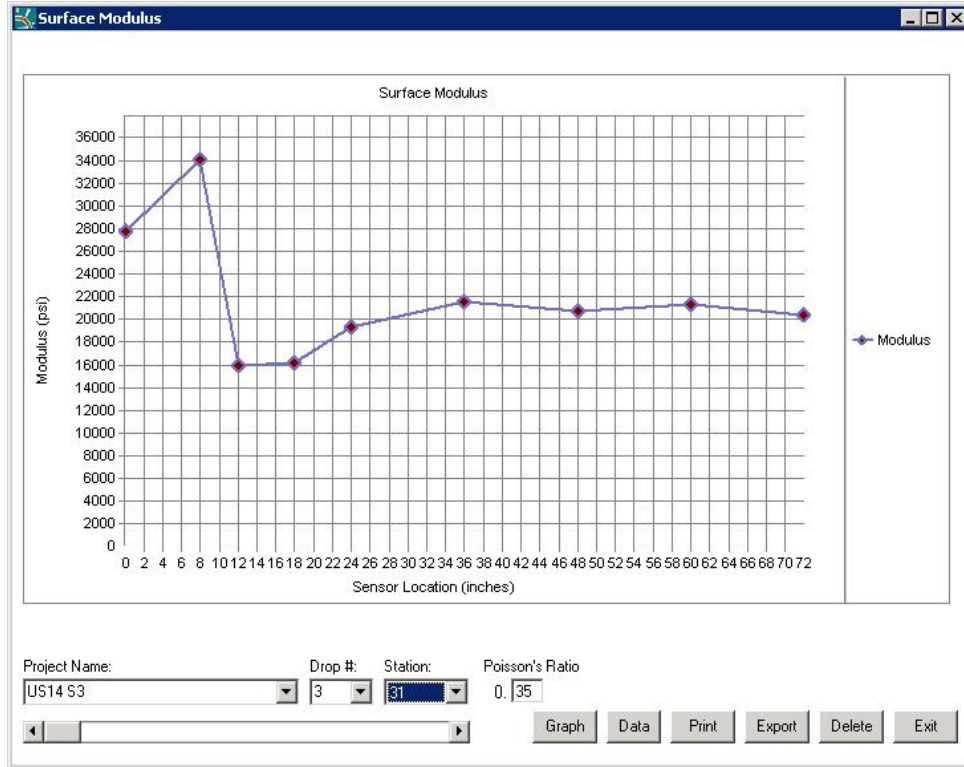 Surface Modulus
Surface Modulus
36000
34000
32000
30000
28000
26000
24000
22000
20000
18000
16000
14000
12000
10000
8000
6000
4000
2000
0
Modulus (psi)
0 2 4 6 8 10 12 14 16 18 20 22 24 26 28 30 32 34 36 38 40 42 44 46 48 50 52 54 56 58 60 62 64 66 68 70 72
Sensor Location (inches)
Modulus
Project Name: Drop #: Station: Poisson's Ratio
US14 S3 3 31 0. 35
Graph Data Print Export Delete Exit